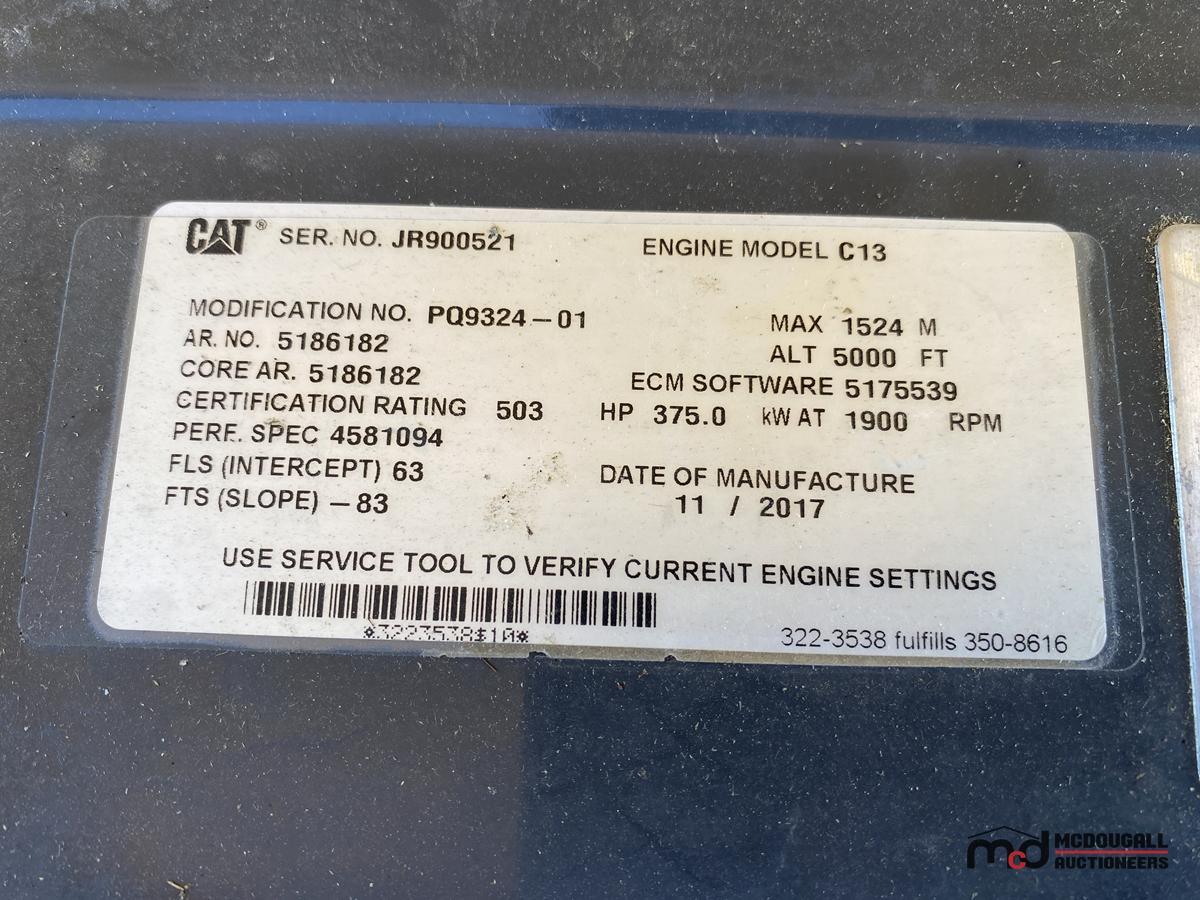 CAT® SER. NO. JR900521 ENGINE MODEL C13
MODIFICATION NO. PQ9324-01
MAX 1524 M
AR. NO. 5186182
ALT 5000 FT
CORE AR. 5186182
ECM SOFTWARE 5175539
CERTIFICATION RATING 503 HP 375.0 kW AT 1900 RPM
PERF. SPEC 4581094
FLS (INTERCEPT) 63
DATE OF MANUFACTURE
FTS (SLOPE) -83
11 / 2017
USE SERVICE TOOL TO VERIFY CURRENT ENGINE SETTINGS
*3223538$10*
322-3538 fulfills 350-8616
mcd MCDOUGALL
AUCTIONEERS